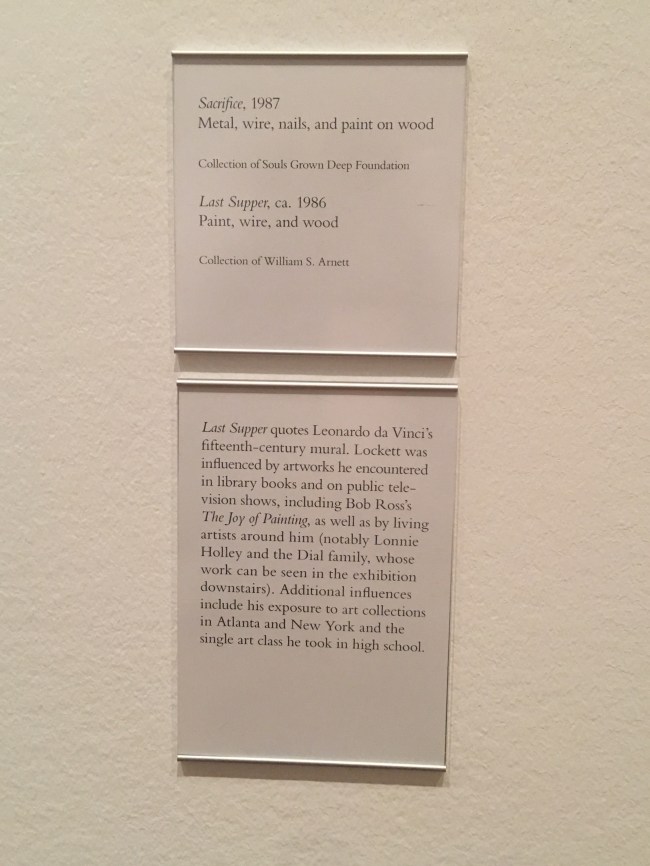 Sacrifice, 1987
Metal, wire, nails, and paint on wood
Collection of Souls Grown Deep Foundation
Last Supper, ca. 1986
Paint, wire, and wood
Collection of William S. Arnett
Last Supper quotes Leonardo da Vinci's
fifteenth-century mural. Lockett was
influenced by artworks he encountered
in library books and on public tele-
vision shows, including Bob Ross's
The Joy of Painting, as well as by living
artists around him (notably Lonnie
Holley and the Dial family, whose
work can be seen in the exhibition
downstairs). Additional influences
include his exposure to art collections
in Atlanta and New York and the
single art class he took in high school.